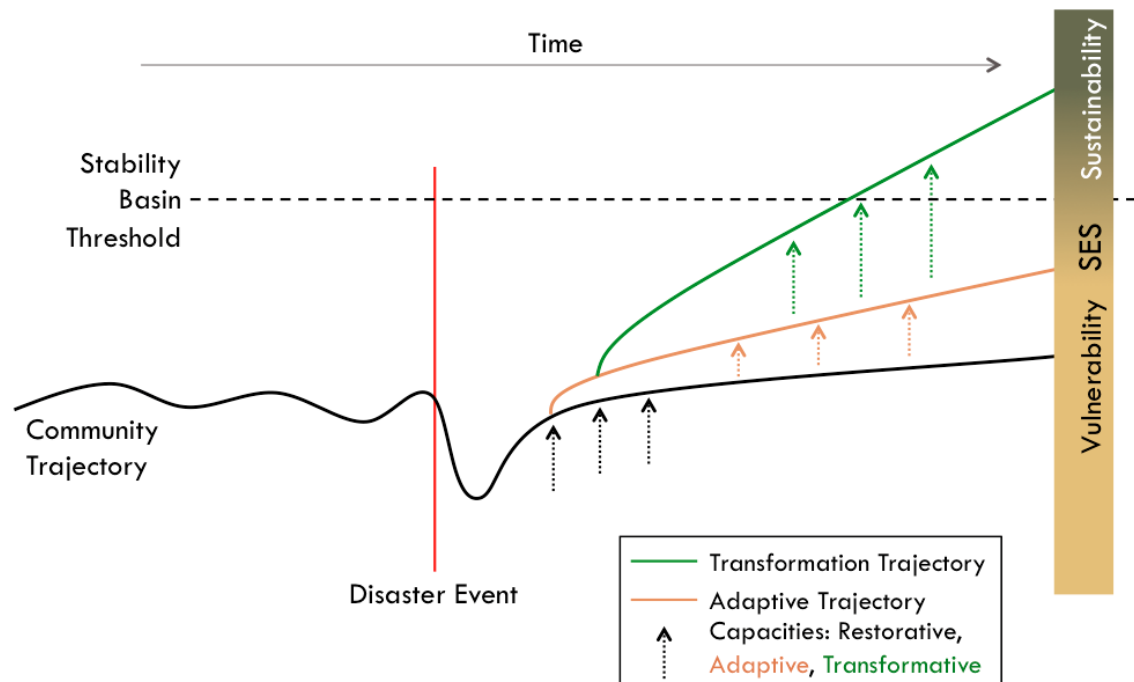 Time
Stability
Basin
Threshold
Community
Trajectory
Disaster Event
Sustainability
SES
Vulnerability
Transformation Trajectory
Adaptive Trajectory
Capacities: Restorative,
Adaptive, Transformative